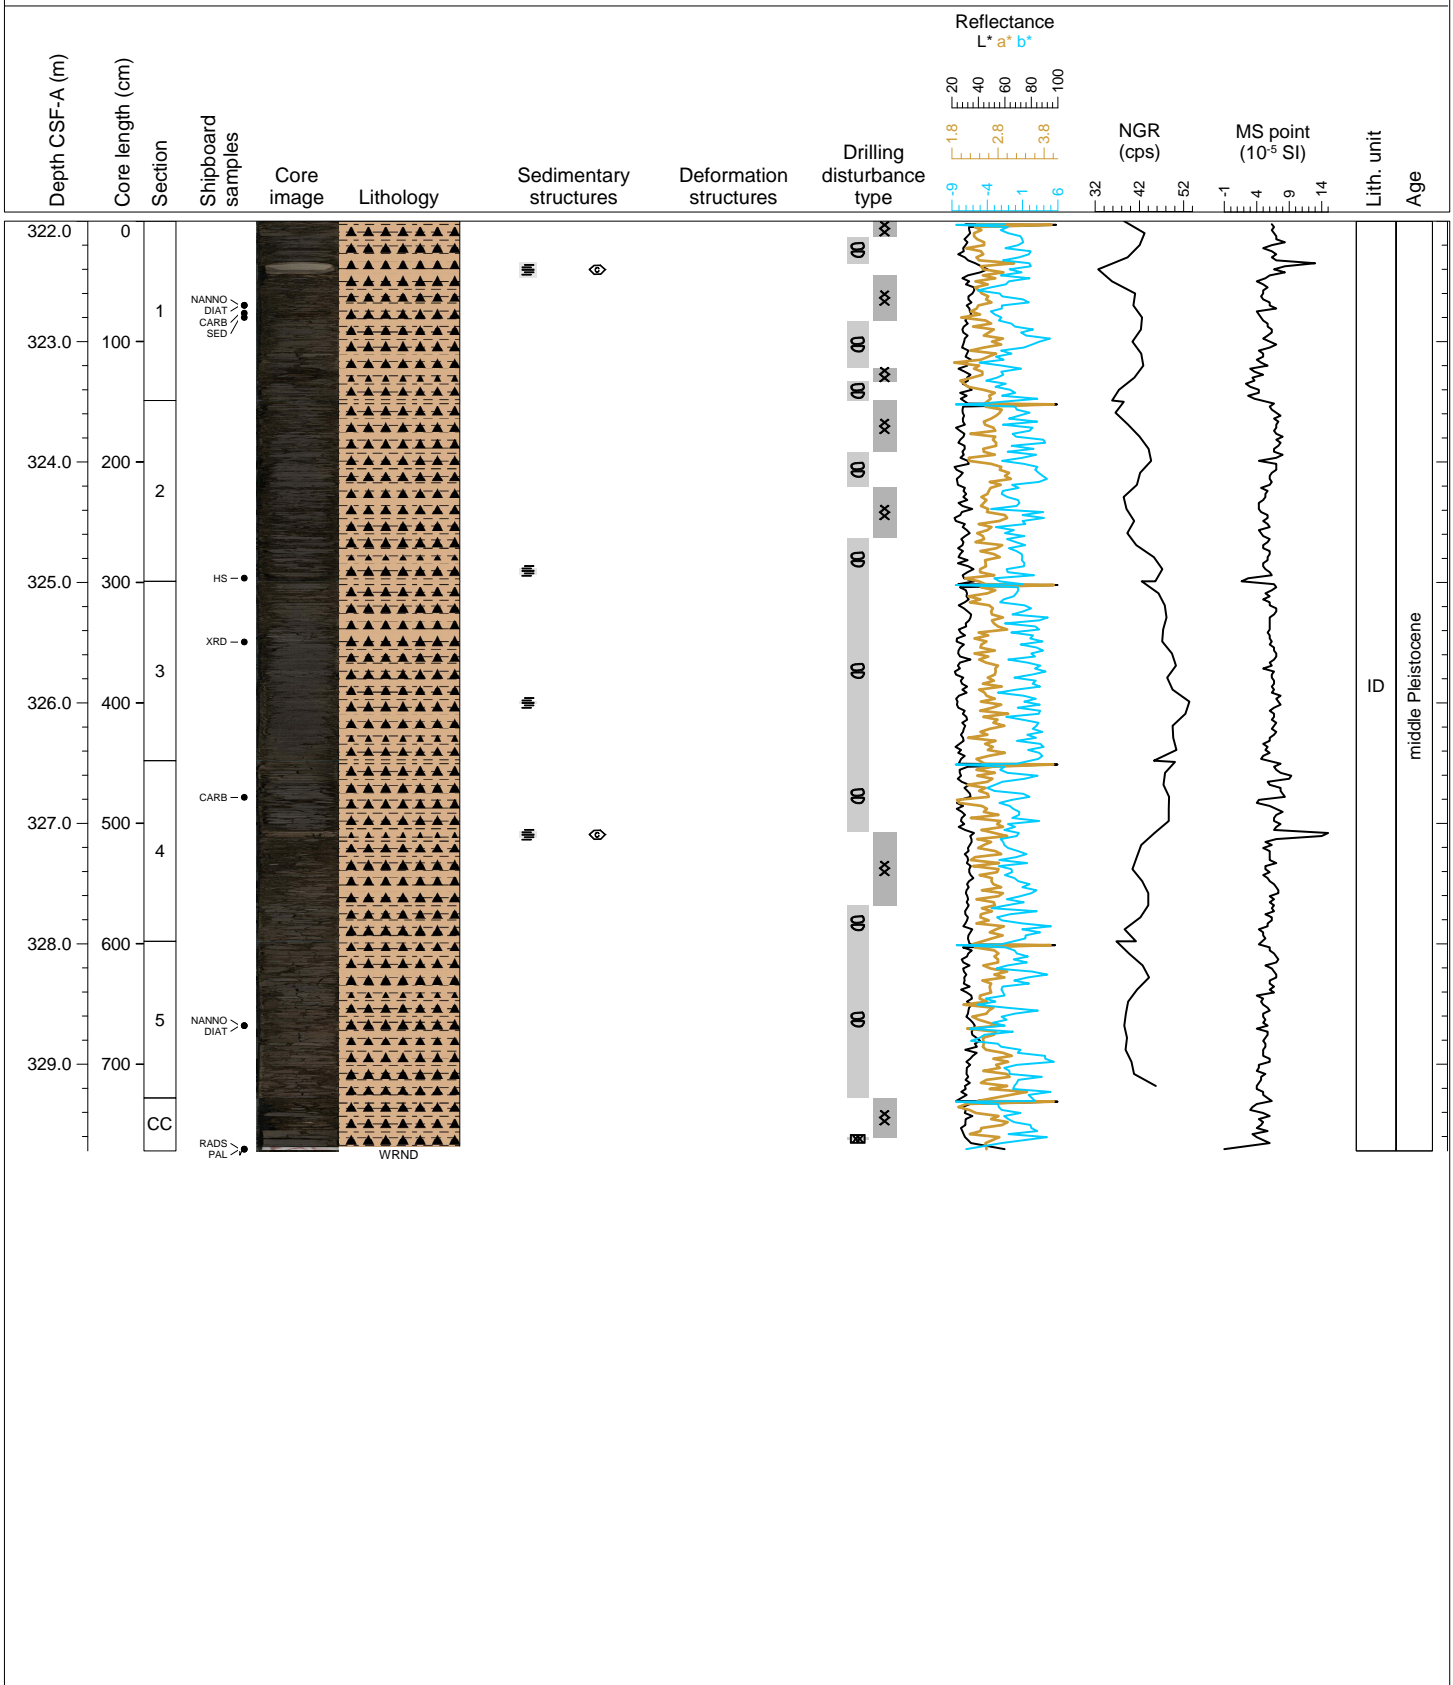 Depth CSF-A (m)
Core length (cm)
Section
Shipboard
samples
Core
image
Lithology
Sedimentary
structures
Deformation
structures
Drilling
disturbance
type
Reflectance
L* a* b*
20 40 60 80 100
1.8 2.8 3.8
-9 -4 1 6
NGR
(cps)
32 42 52
MS point
(10⁻⁵ SI)
-1 4 9 14
Lith. unit
Age
322.0 0
323.0 100
324.0 200
325.0 300
326.0 400
327.0 500
328.0 600
329.0 700
1
2
3
4
5
CC
NANNO
DIAT
CARB
SED
HS
XRD
CARB
NANNO
DIAT
RADS
PAL
WRND
c
c
ID
middle Pleistocene